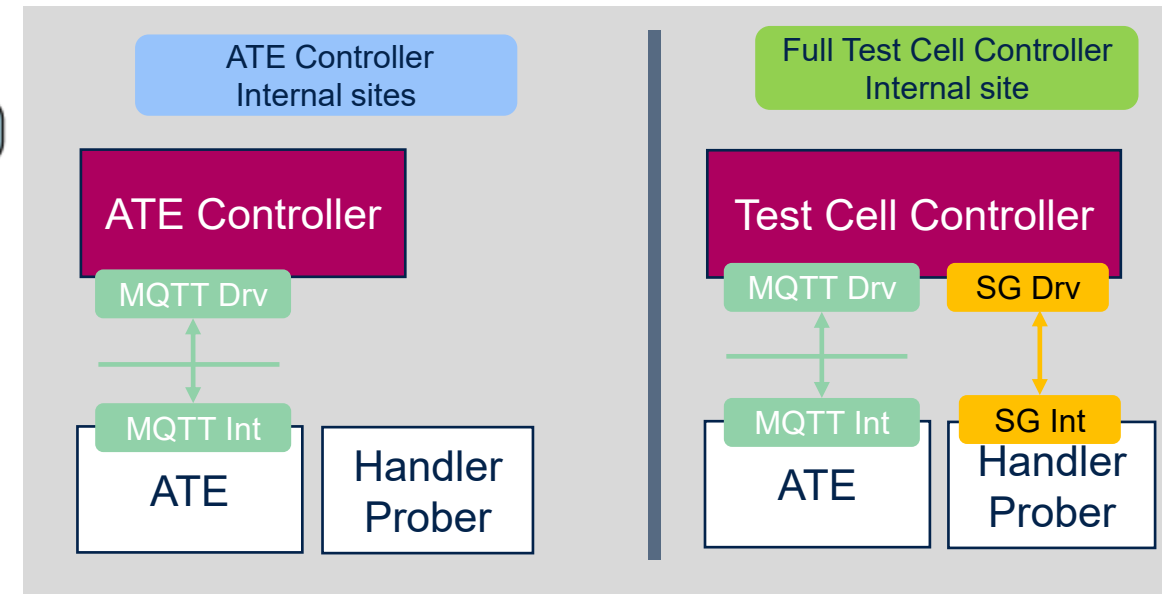 ATE Controller
Internal sites
ATE Controller
MQTT Drv
MQTT Int
ATE
Handler
Prober
Full Test Cell Controller
Internal site
Test Cell Controller
MQTT Drv
SG Drv
MQTT Int
SG Int
ATE
Handler
Prober